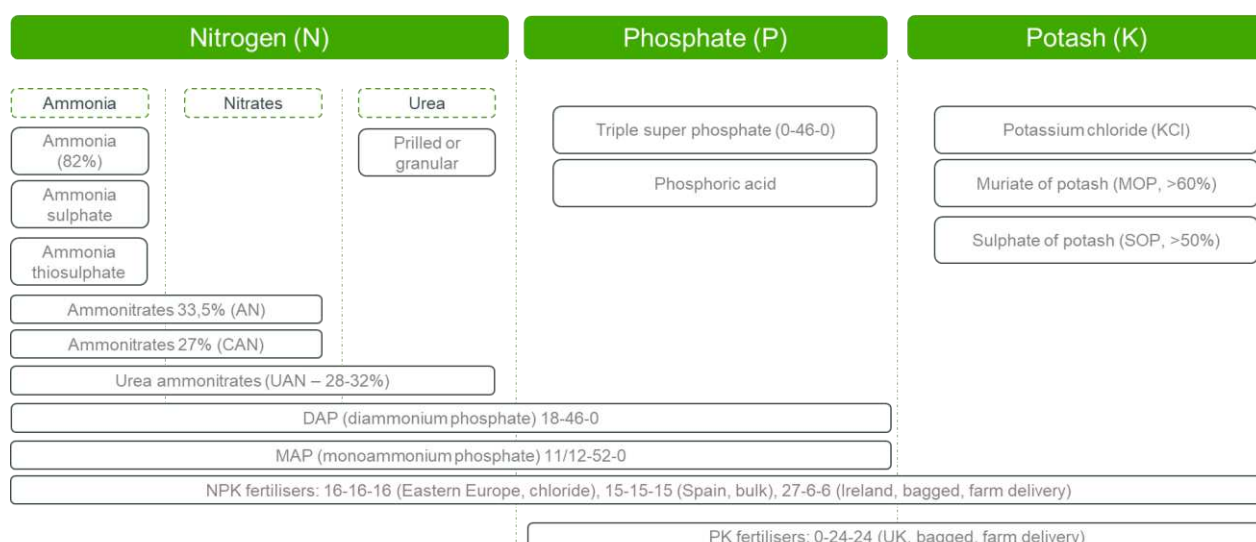 Nitrogen (N)
Phosphate (P)
Potash (K)
Ammonia
Nitrates
Urea
Ammonia
(82%)
Prilled or
granular
Triple super phosphate (0-46-0)
Potassium chloride (KCl)
Ammonia
sulphate
Phosphoric acid
Muriate of potash (MOP, >60%)
Ammonia
thiosulphate
Sulphate of potash (SOP, >50%)
Ammonitrates 33,5% (AN)
Ammonitrates 27% (CAN)
Urea ammonitrates (UAN – 28-32%)
DAP (diammonium phosphate) 18-46-0
MAP (monoammonium phosphate) 11/12-52-0
NPK fertilisers: 16-16-16 (Eastern Europe, chloride), 15-15-15 (Spain, bulk), 27-6-6 (Ireland, bagged, farm delivery)
PK fertilisers: 0-24-24 (UK, bagged, farm delivery)